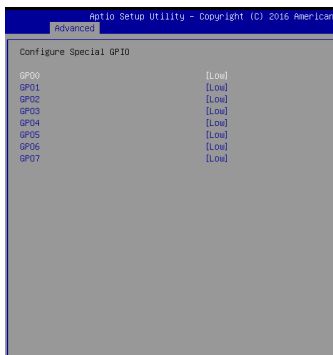 Aptio Setup Utility - Copyright (C) 2016 American
Advanced
Configure Special GPIO
GPO0 [Low]
GPO1 [Low]
GPO2 [Low]
GPO3 [Low]
GPO4 [Low]
GPO5 [Low]
GPO6 [Low]
GPO7 [Low]